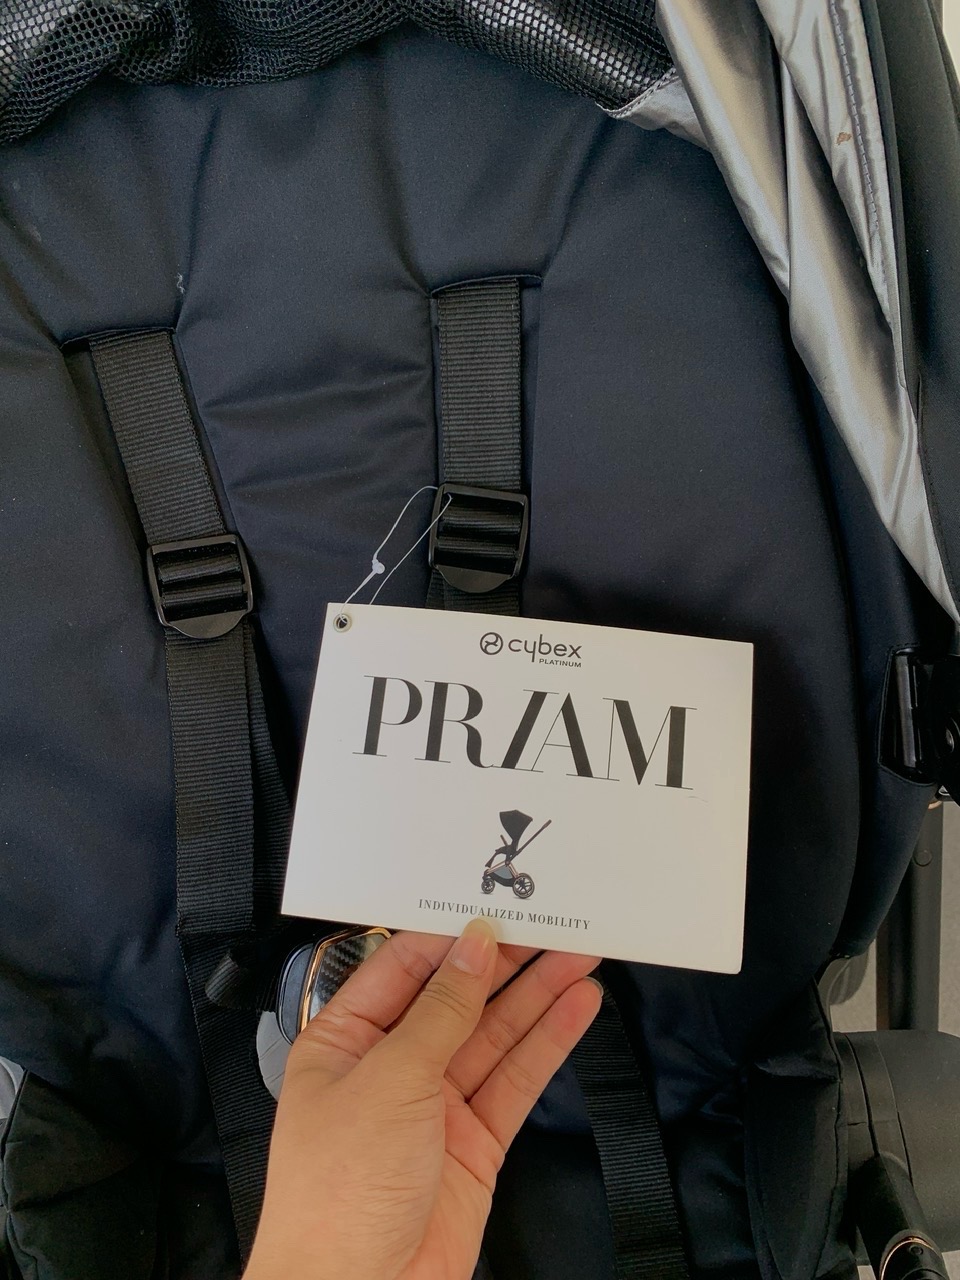 cybex
PLATINUM
PRIAM
INDIVIDUALIZED MOBILITY